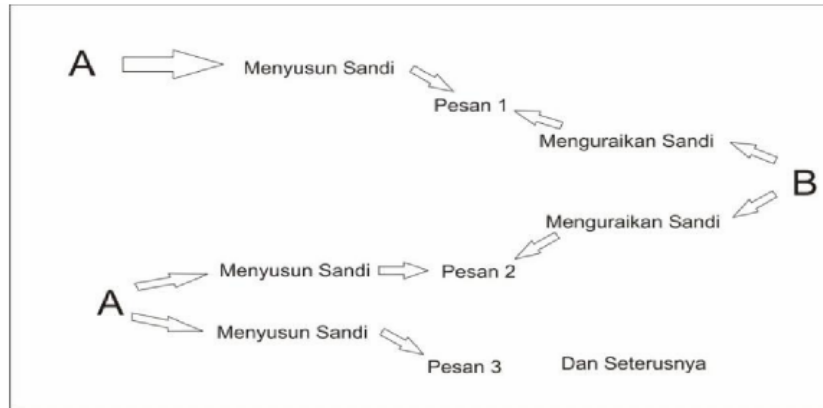 A
Menyusun Sandi
Pesan 1
Menguraikan Sandi
B
Menguraikan Sandi
Menyusun Sandi
Pesan 2
A
Menyusun Sandi
Pesan 3
Dan Seterusnya